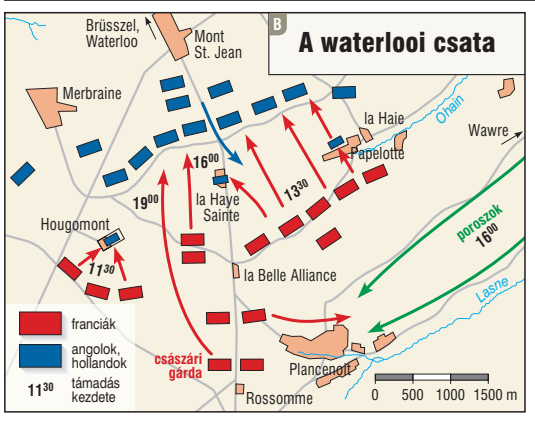 B
A waterlooi csata
Brüsszel,
Waterloo
Mont
St. Jean
Merbraine
la Haie
Ohain
Wawre
Papelotte
16⁰⁰
13³⁰
19⁰⁰
la Haye
Sainte
Hougomont
11³⁰
poroszok
16⁰⁰
la Belle Alliance
Lasne
császári
gárda
Plancenoit
Rossomme
franciák
angolok,
hollandok
11³⁰ támadás
kezdete
0 500 1000 1500 m